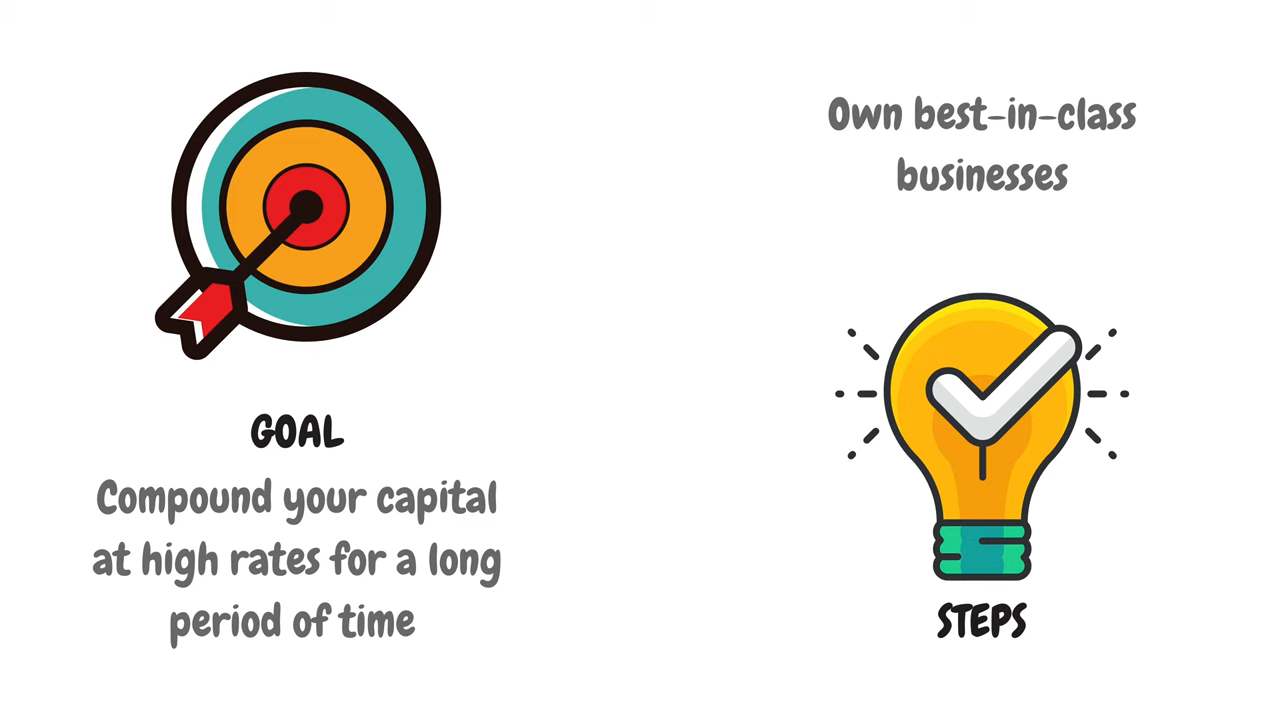 GOAL
Compound your capital
at high rates for a long
period of time
Own best-in-class
businesses
STEPS